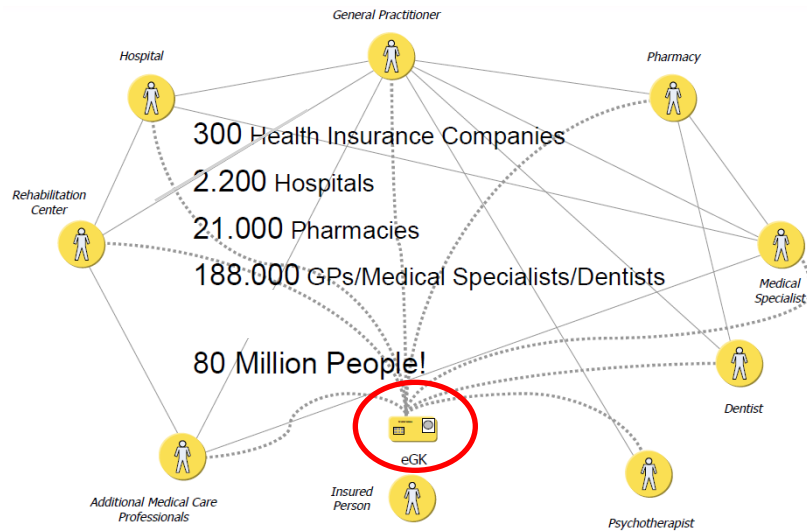 General Practitioner
Hospital
Pharmacy
300 Health Insurance Companies
2.200 Hospitals
Rehabilitation
Center
21.000 Pharmacies
188.000 GPs/Medical Specialists/Dentists
Medical
Specialist
80 Million People!
Dentist
eGK
Insured
Person
Additional Medical Care
Professionals
Psychotherapist